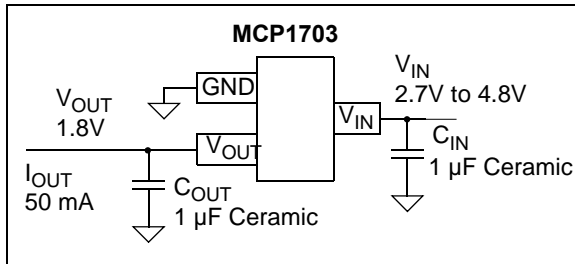 MCP1703
GND
V_IN
2.7V to 4.8V
V_OUT
1.8V
V_IN
V_OUT
C_IN
1 µF Ceramic
I_OUT
50 mA
C_OUT
1 µF Ceramic